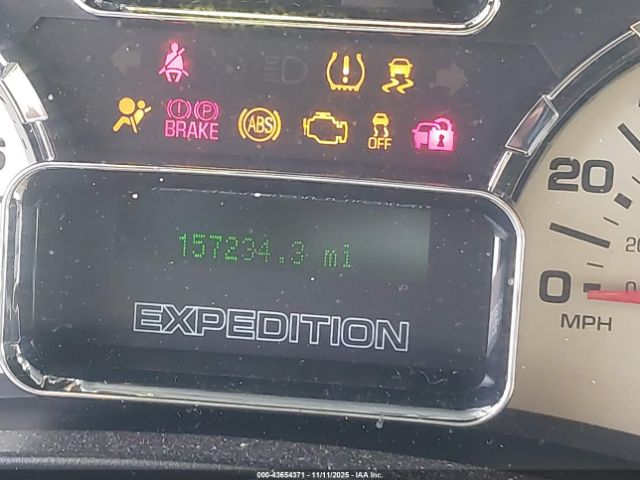 BRAKE
ABS
OFF
157234.3 mi
EXPEDITION
20
0
MPH
000-43654371 - 11/11/2025 - IAA Inc.